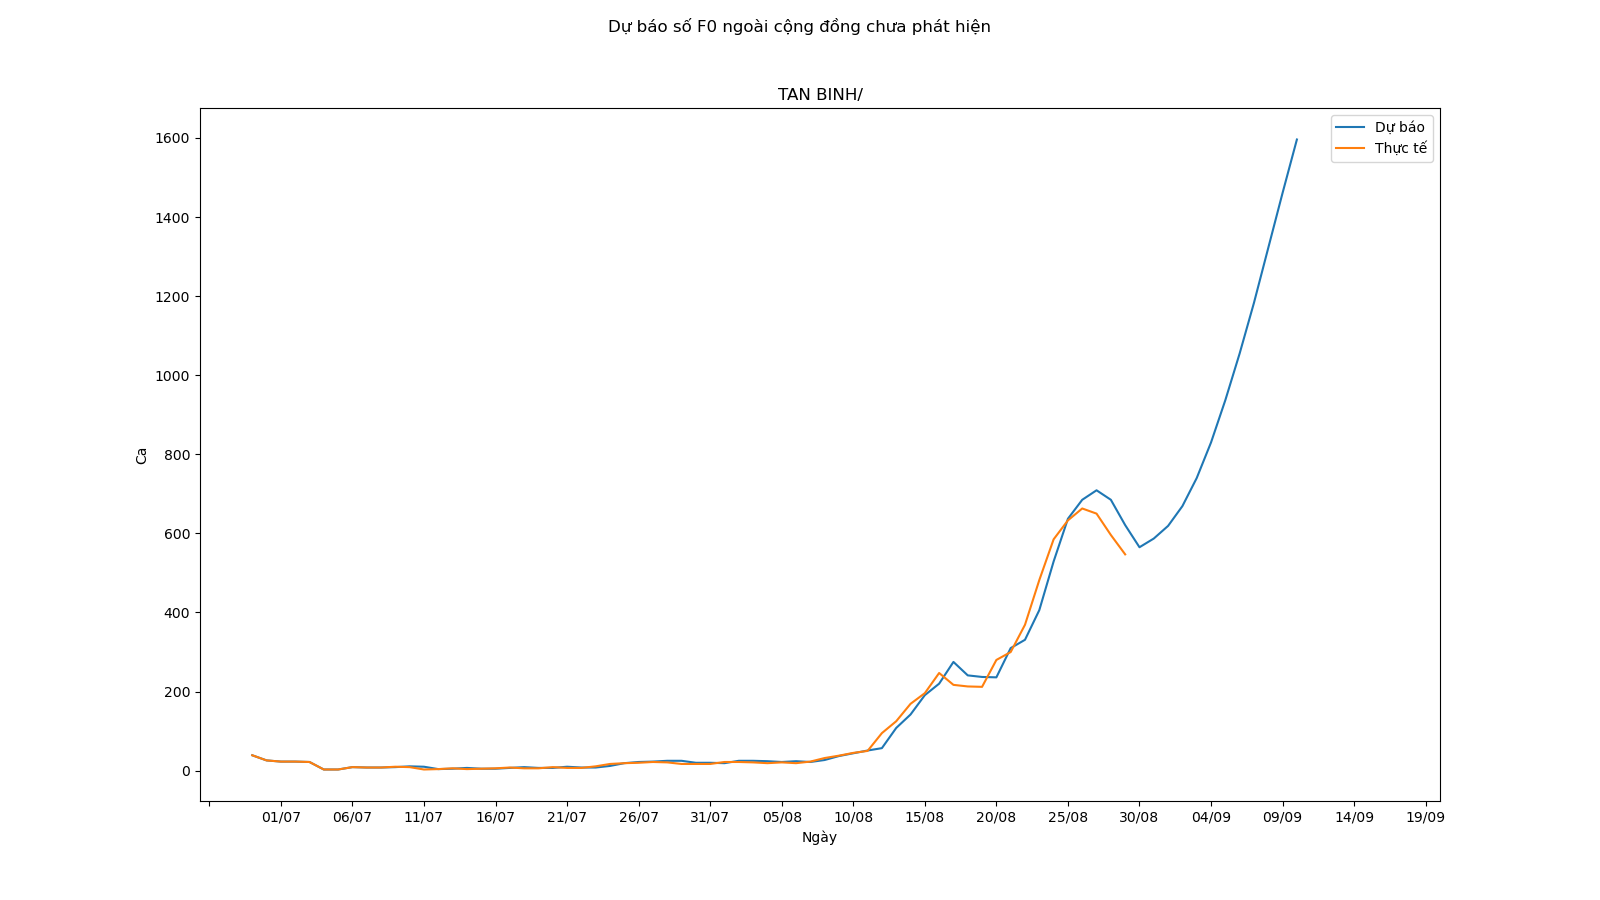 Dự báo số F0 ngoài cộng đồng chưa phát hiện
TAN BINH/
Dự báo
Thực tế
1600
1400
1200
1000
800
600
400
200
0
Ca
01/07 06/07 11/07 16/07 21/07 26/07 31/07 05/08 10/08 15/08 20/08 25/08 30/08 04/09 09/09 14/09 19/09
Ngày